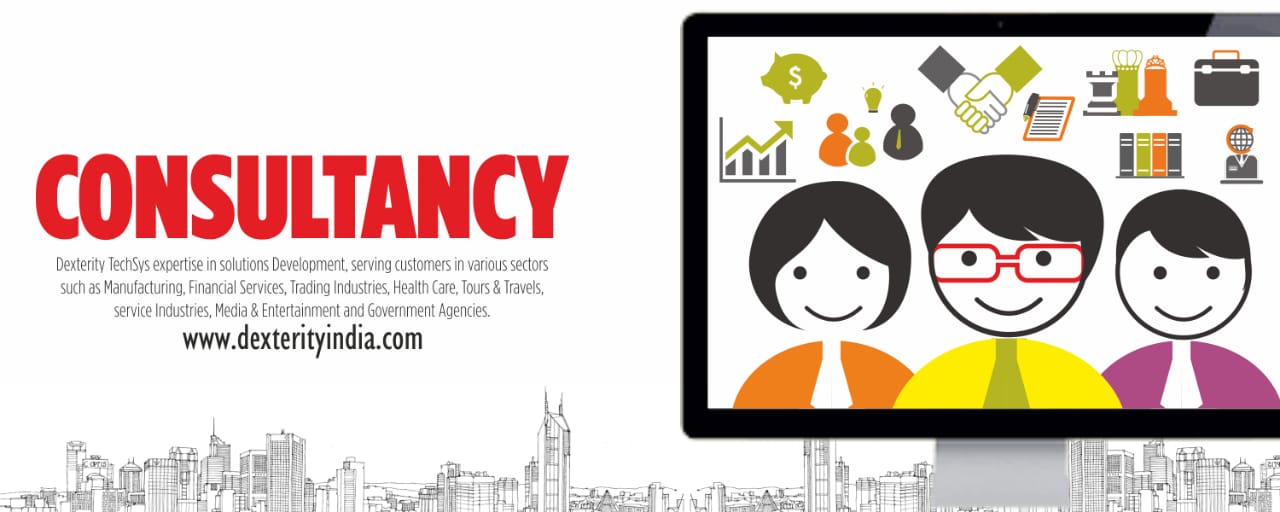 CONSULTANCY
Dexterity TechSys expertise in solutions Development, serving customers in various sectors
such as Manufacturing, Financial Services, Trading Industries, Health Care, Tours & Travels,
service Industries, Media & Entertainment and Government Agencies.
www.dexterityindia.com
$